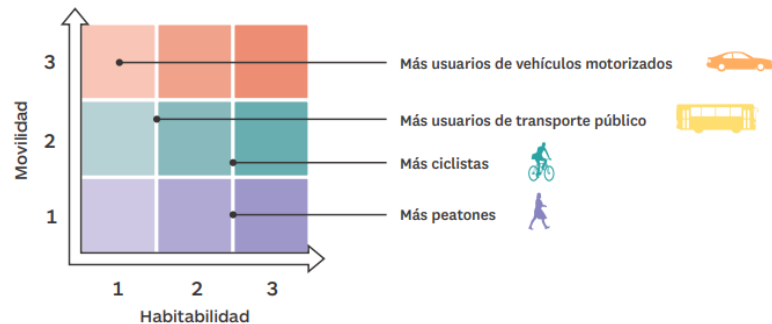 Movilidad
3
2
1
Más usuarios de vehículos motorizados
Más usuarios de transporte público
Más ciclistas
Más peatones
1 2 3
Habitabilidad